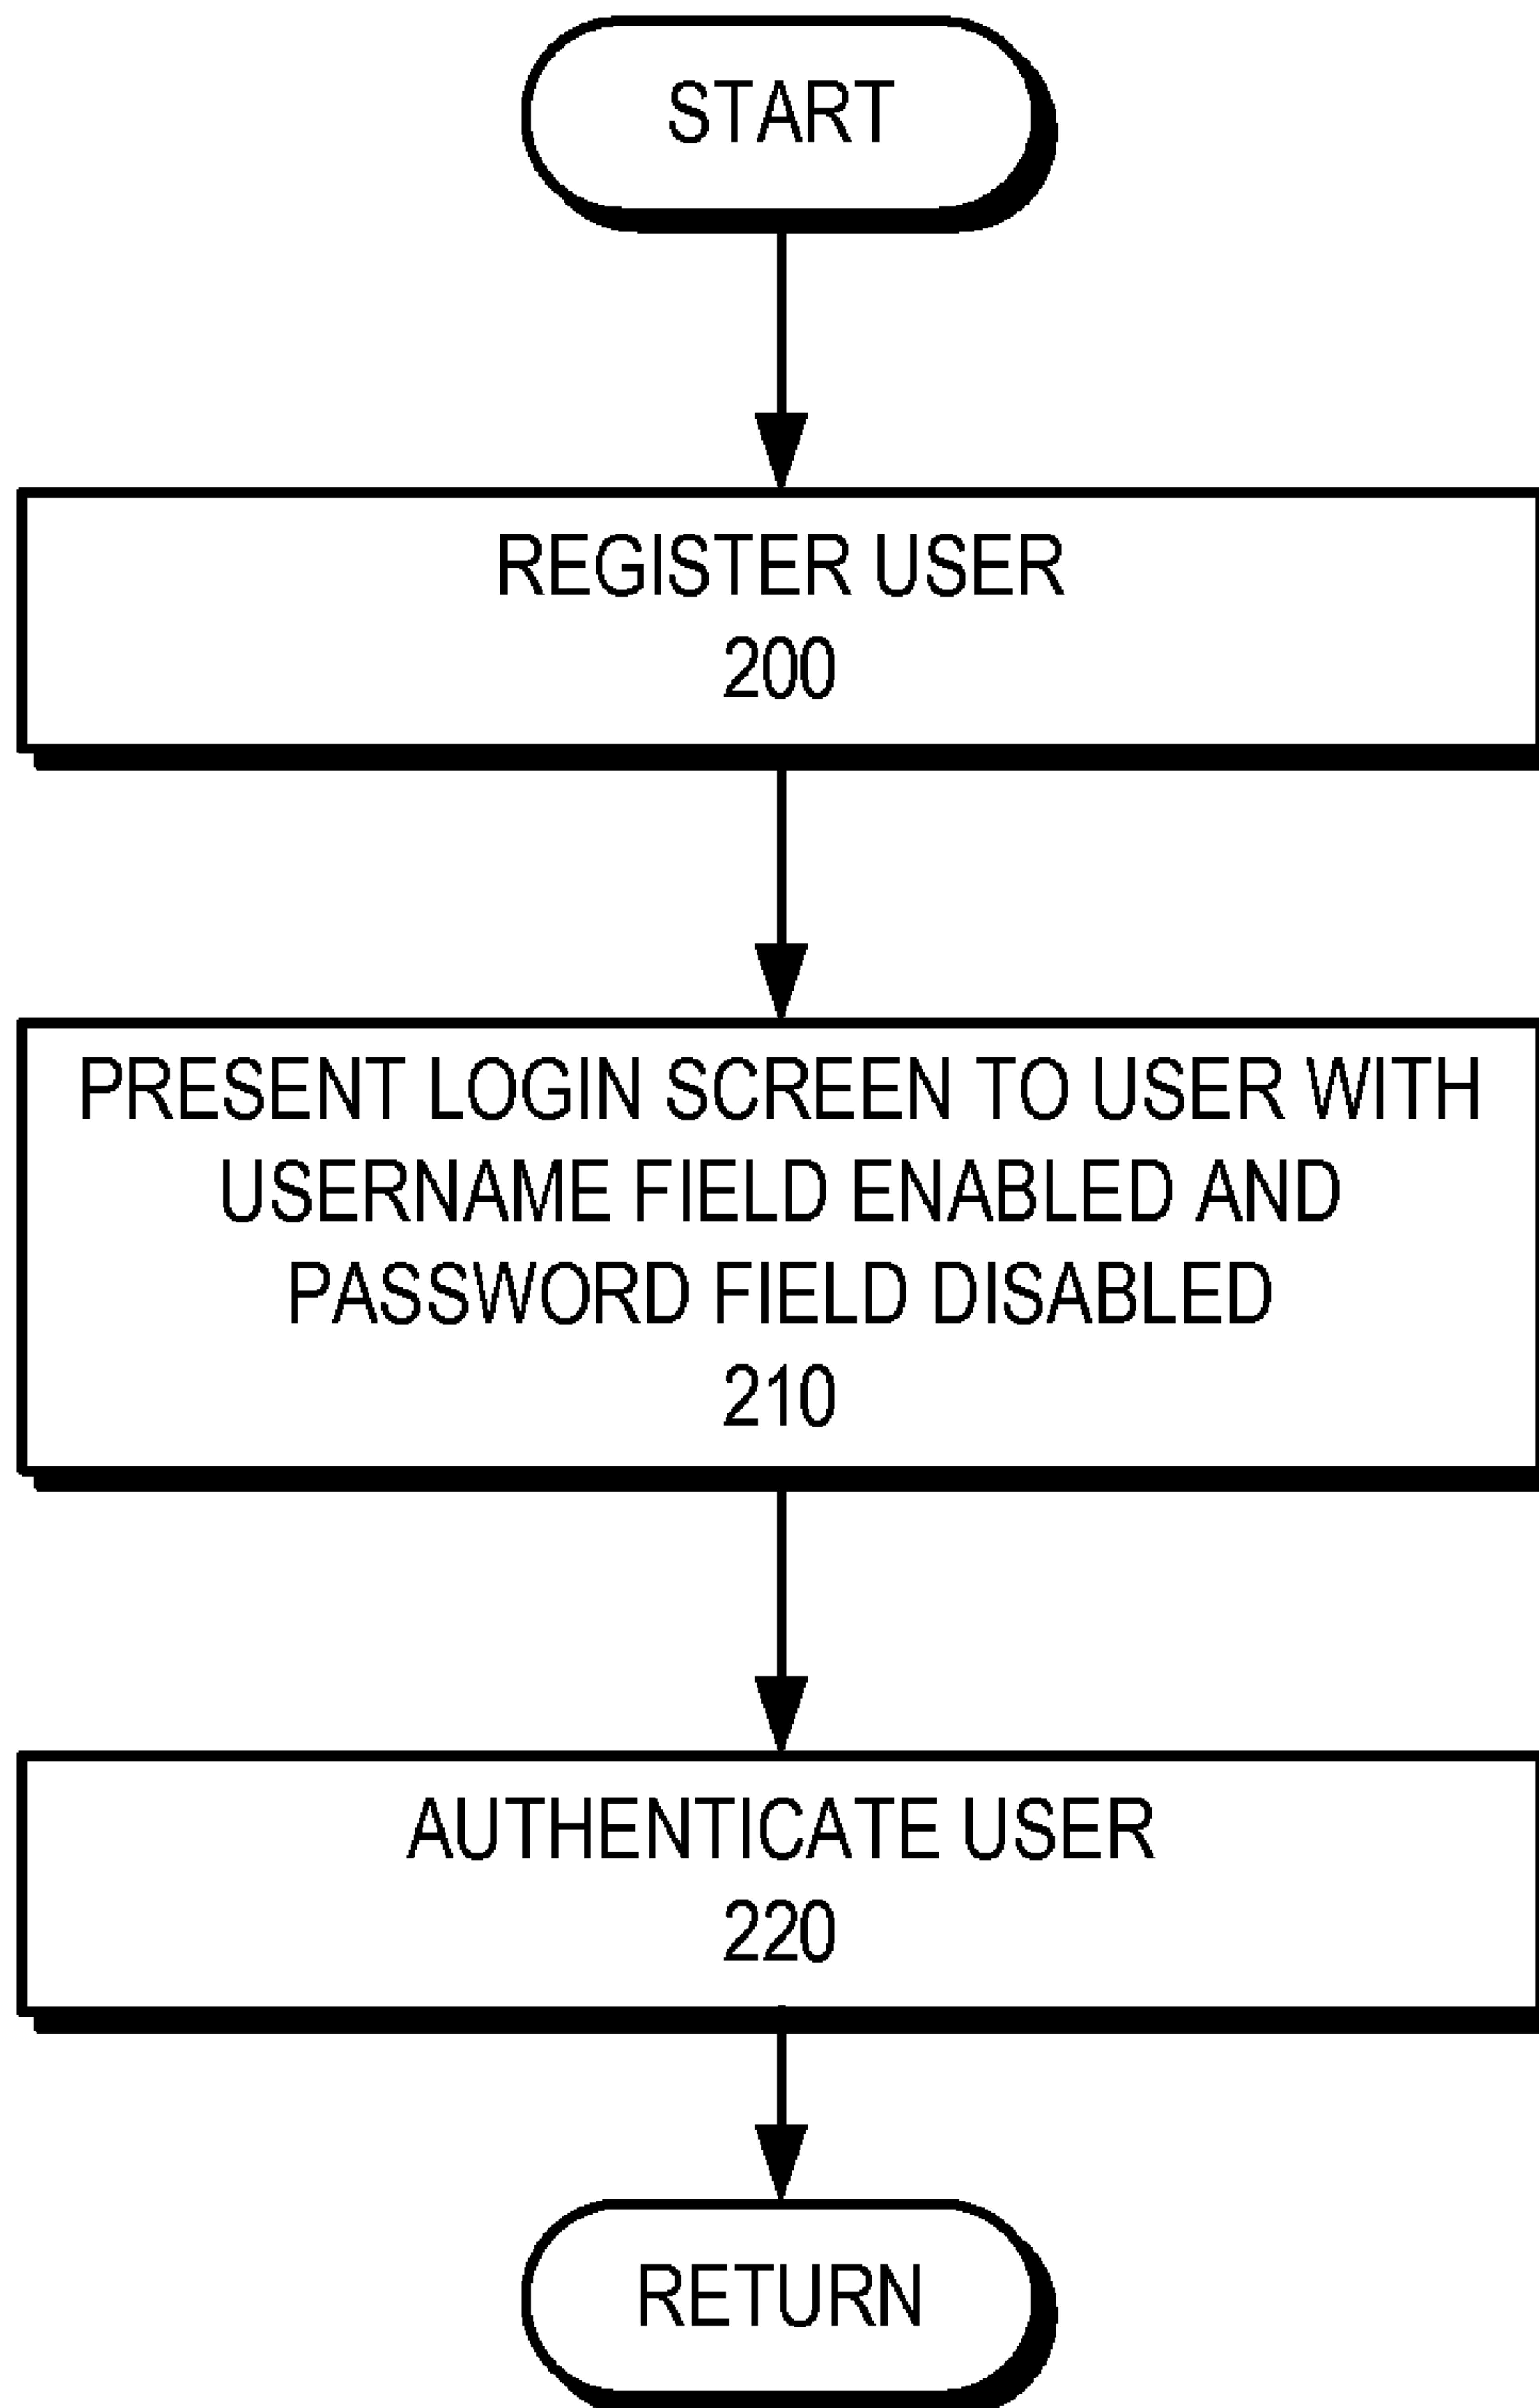 START
REGISTER USER
200
PRESENT LOGIN SCREEN TO USER WITH
USERNAME FIELD ENABLED AND
PASSWORD FIELD DISABLED
210
AUTHENTICATE USER
220
RETURN